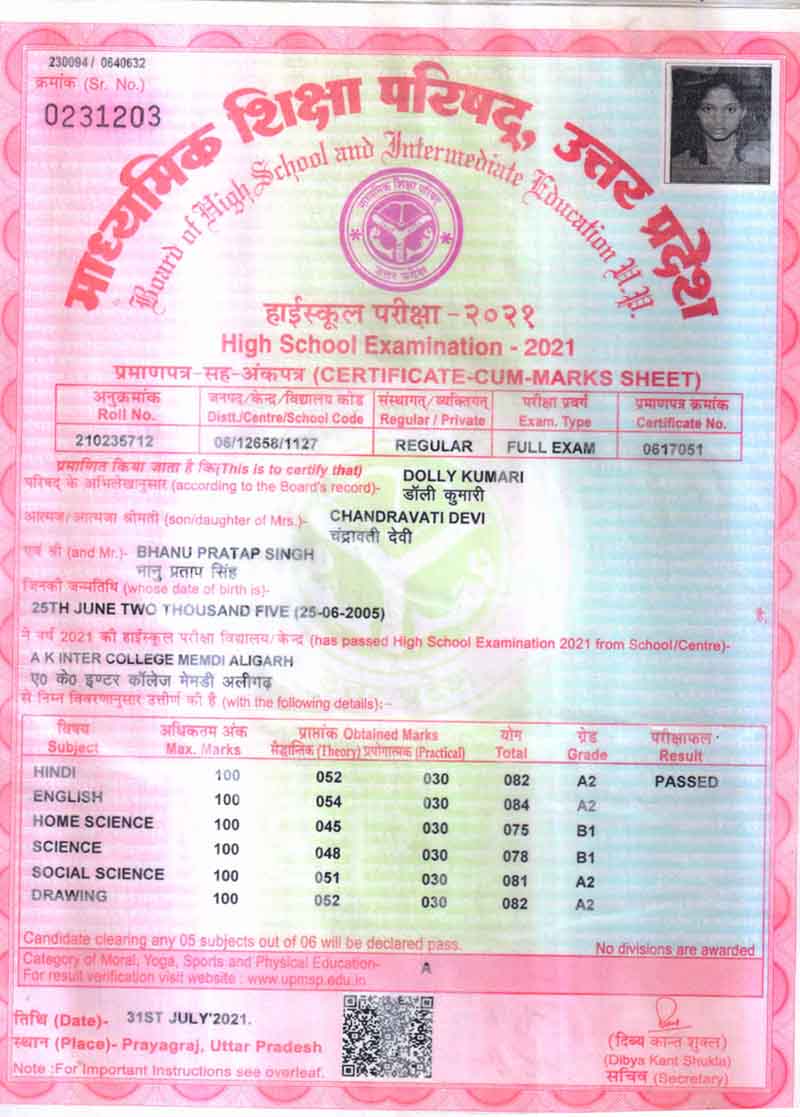 230094/ 0640632
क्रमांक (Sr. No.)
0231203
माध्यमिक शिक्षा परिषद्, उत्तर प्रदेश
Board of High School and Intermediate Education U.P.
माध्यमिक शिक्षा परिषद्
उत्तर प्रदेश
हाईस्कूल परीक्षा - २०२१
High School Examination - 2021
प्रमाणपत्र-सह-अंकपत्र (CERTIFICATE-CUM-MARKS SHEET)
अनुक्रमांक जनपद/केन्द्र/विद्यालय कोड संस्थागत/व्यक्तिगत परीक्षा प्रवर्ग प्रमाणपत्र क्रमांक
Roll No. Distt./Centre/School Code Regular / Private Exam. Type Certificate No.
210235712 06/12658/1127 REGULAR FULL EXAM 0617051
प्रमाणित किया जाता है कि(This is to certify that) DOLLY KUMARI
परिषद के अभिलेखानुसार (according to the Board's record)- डॉली कुमारी
आत्मज/आत्मजा श्रीमती (son/daughter of Mrs.)- CHANDRAVATI DEVI
चंद्रावती देवी
एवं श्री (and Mr.)- BHANU PRATAP SINGH
भानु प्रताप सिंह
जिनकी जन्मतिथि (whose date of birth is)-
25TH JUNE TWO THOUSAND FIVE (25-06-2005) है,
ने वर्ष 2021 की हाईस्कूल परीक्षा विद्यालय/केन्द्र (has passed High School Examination 2021 from School/Centre)-
A K INTER COLLEGE MEMDI ALIGARH
ए० के० इण्टर कॉलेज मेमडी अलीगढ़
से निम्न विवरणानुसार उत्तीर्ण की है (with the following details):-
विषय अधिकतम अंक प्राप्तांक Obtained Marks योग ग्रेड परीक्षाफल
Subject Max. Marks सैद्धान्तिक (Theory) प्रयोगात्मक (Practical) Total Grade Result
HINDI 100 052 030 082 A2 PASSED
ENGLISH 100 054 030 084 A2
HOME SCIENCE 100 045 030 075 B1
SCIENCE 100 048 030 078 B1
SOCIAL SCIENCE 100 051 030 081 A2
DRAWING 100 052 030 082 A2
Candidate clearing any 05 subjects out of 06 will be declared pass. No divisions are awarded
Category of Moral, Yoga, Sports and Physical Education- A
For result verification visit website : www.upmsp.edu.in
तिथि (Date)- 31ST JULY'2021.
स्थान (Place)- Prayagraj, Uttar Pradesh
Note :For Important Instructions see overleaf.
(दिब्य कान्त शुक्ल)
(Dibya Kant Shukla)
सचिव (Secretary)